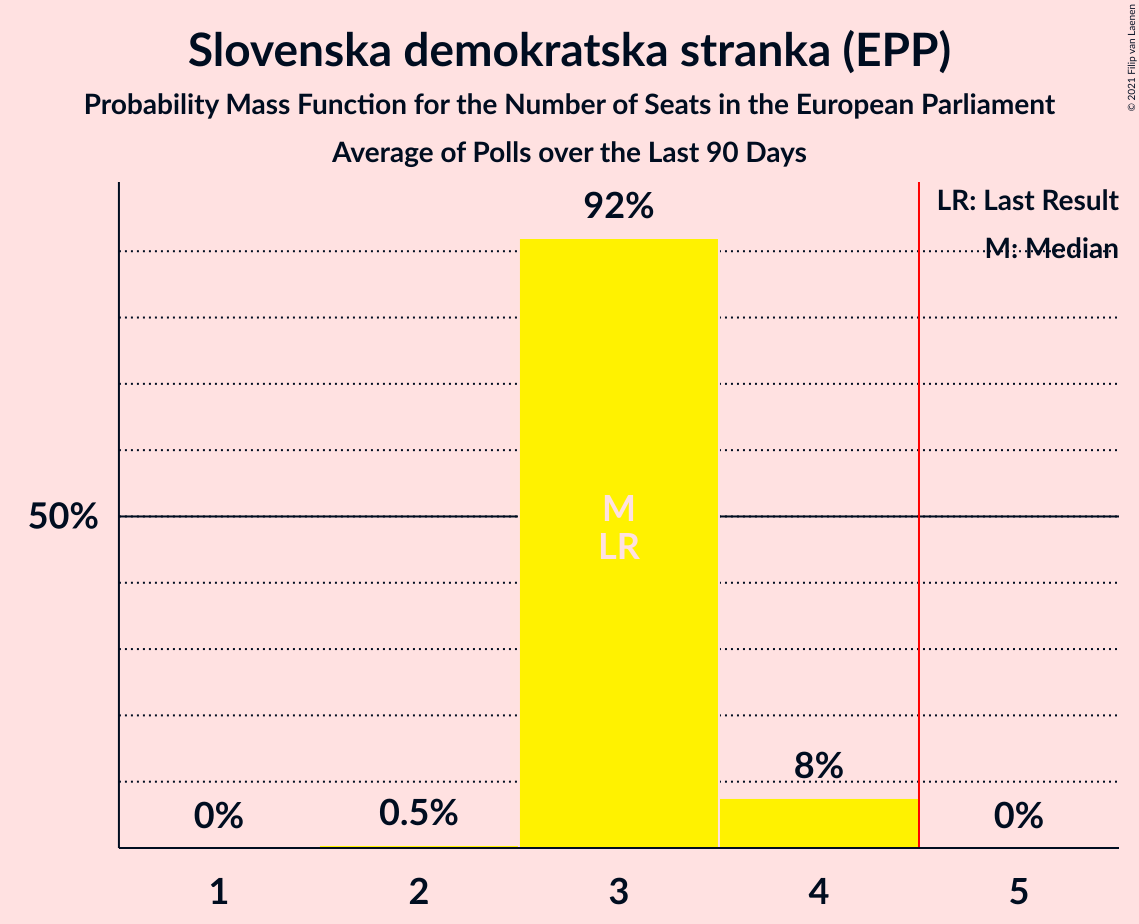 Slovenska demokratska stranka (EPP)
Probability Mass Function for the Number of Seats in the European Parliament
Average of Polls over the Last 90 Days
© 2021 Filip van Laenen
LR: Last Result
M: Median
92%
50%
M
LR
0%
0.5%
8%
0%
1 2 3 4 5